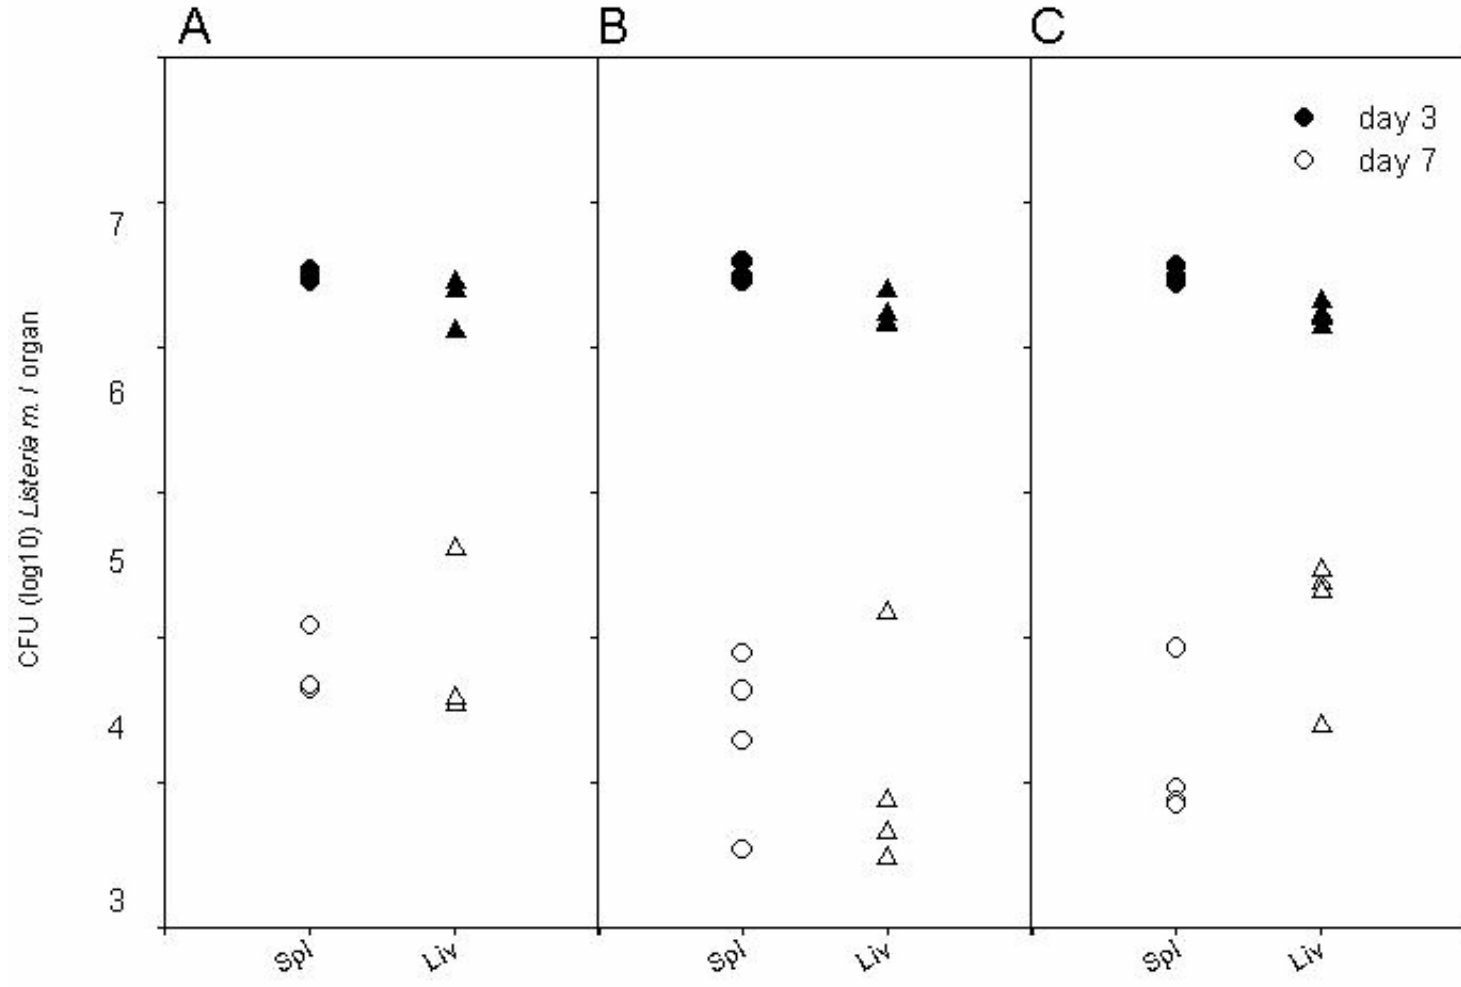 A B C
day 3
day 7
7
6
5
4
3
CFU (log10) Listeria m. / organ
Spl Liv Spl Liv Spl Liv